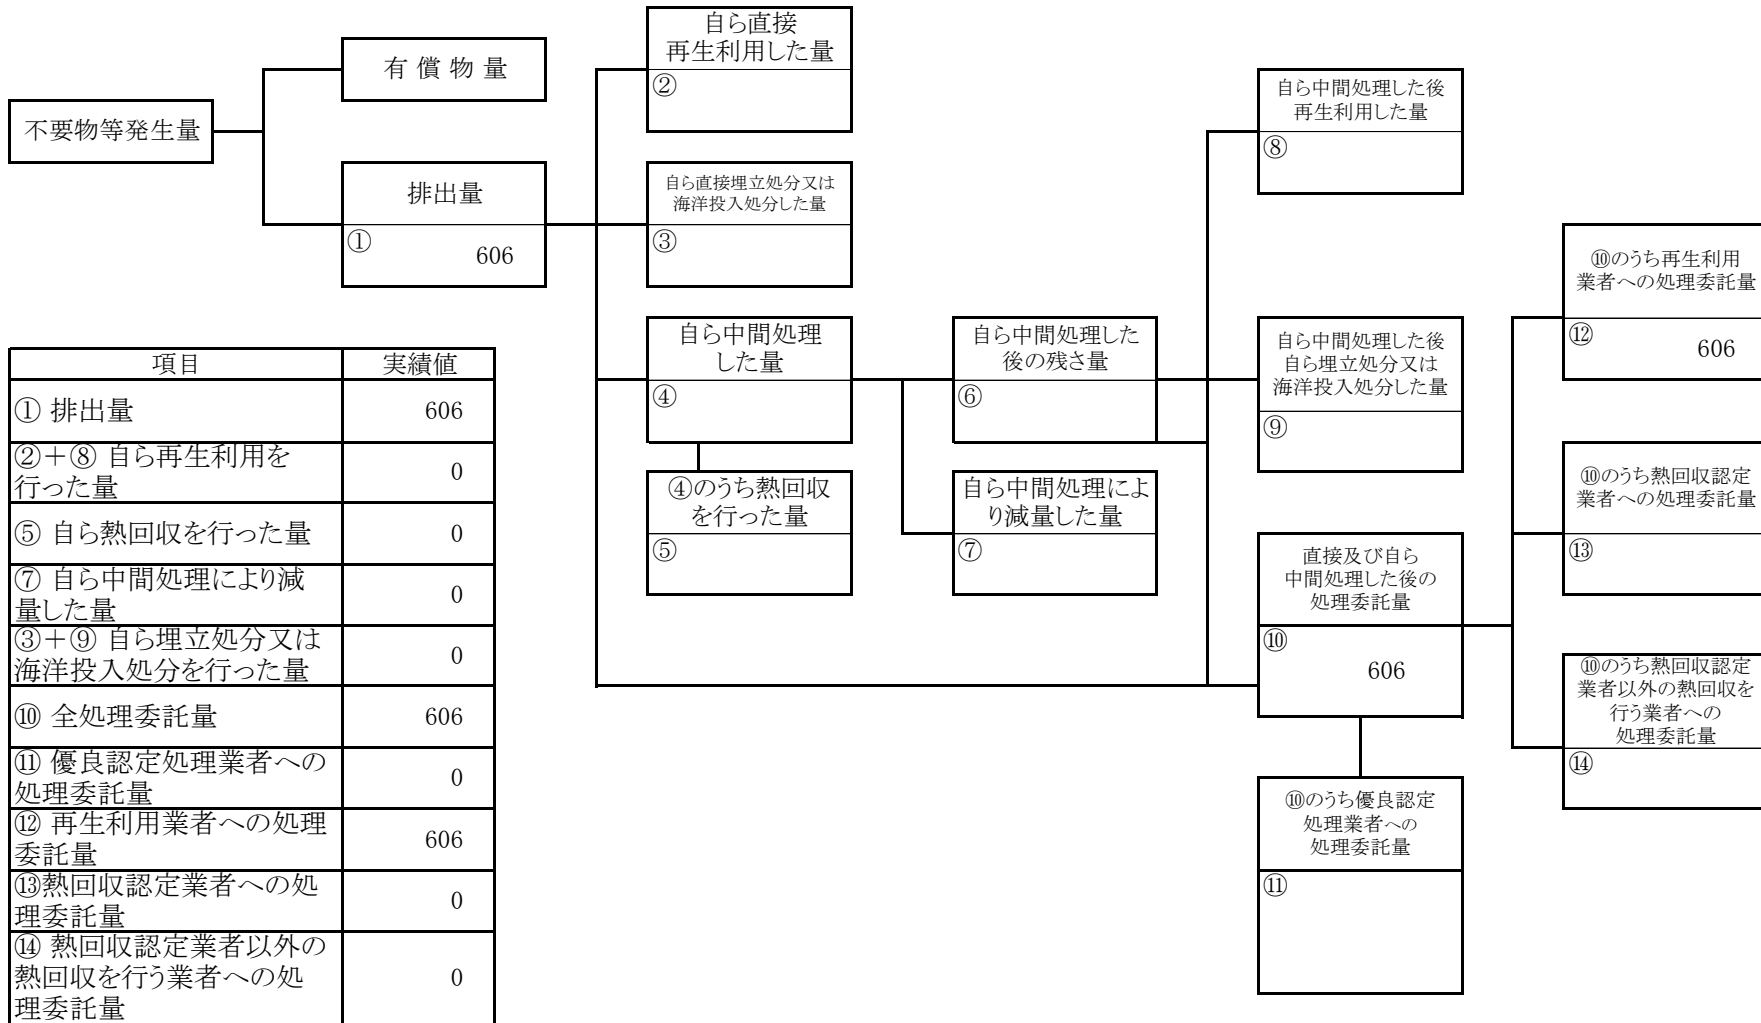 不要物等発生量
有 償 物 量
排出量
①
606
自ら直接
再生利用した量
②
自ら直接埋立処分又は
海洋投入処分した量
③
自ら中間処理
した量
④
④のうち熱回収
を行った量
⑤
自ら中間処理した
後の残さ量
⑥
自ら中間処理によ
り減量した量
⑦
自ら中間処理した後
再生利用した量
⑧
自ら中間処理した後
自ら埋立処分又は
海洋投入処分した量
⑨
直接及び自ら
中間処理した後の
処理委託量
⑩
606
⑩のうち優良認定
処理業者への
処理委託量
⑪
⑩のうち再生利用
業者への処理委託量
⑫
606
⑩のうち熱回収認定
業者への処理委託量
⑬
⑩のうち熱回収認定
業者以外の熱回収を
行う業者への
処理委託量
⑭
項目 実績値
① 排出量 606
②＋⑧ 自ら再生利用を
行った量 0
⑤ 自ら熱回収を行った量 0
⑦ 自ら中間処理により減
量した量 0
③＋⑨ 自ら埋立処分又は
海洋投入処分を行った量 0
⑩ 全処理委託量 606
⑪ 優良認定処理業者への
処理委託量 0
⑫ 再生利用業者への処理
委託量 606
⑬熱回収認定業者への処
理委託量 0
⑭ 熱回収認定業者以外の
熱回収を行う業者への処
理委託量 0